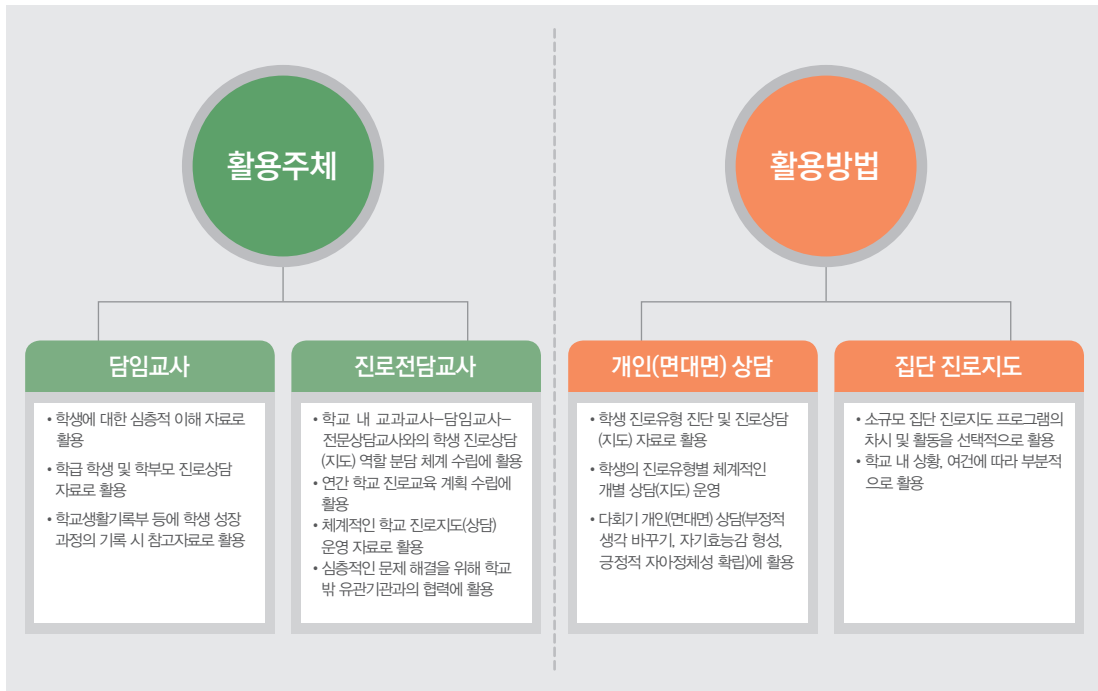 활용주체
담임교사
• 학생에 대한 심층적 이해 자료로
활용
• 학급 학생 및 학부모 진로상담
자료로 활용
• 학교생활기록부 등에 학생 성장
과정의 기록 시 참고자료로 활용
진로전담교사
• 학교 내 교과교사–담임교사–
전문상담교사와의 학생 진로상담
(지도) 역할 분담 체계 수립에 활용
• 연간 학교 진로교육 계획 수립에
활용
• 체계적인 학교 진로지도(상담)
운영 자료로 활용
• 심층적인 문제 해결을 위해 학교
밖 유관기관과의 협력에 활용
활용방법
개인(면대면) 상담
• 학생 진로유형 진단 및 진로상담
(지도) 자료로 활용
• 학생의 진로유형별 체계적인
개별 상담(지도) 운영
• 다회기 개인(면대면) 상담(부정적
생각 바꾸기, 자기효능감 형성,
긍정적 자아정체성 확립)에 활용
집단 진로지도
• 소규모 집단 진로지도 프로그램의
차시 및 활동을 선택적으로 활용
• 학교 내 상황, 여건에 따라 부분적
으로 활용